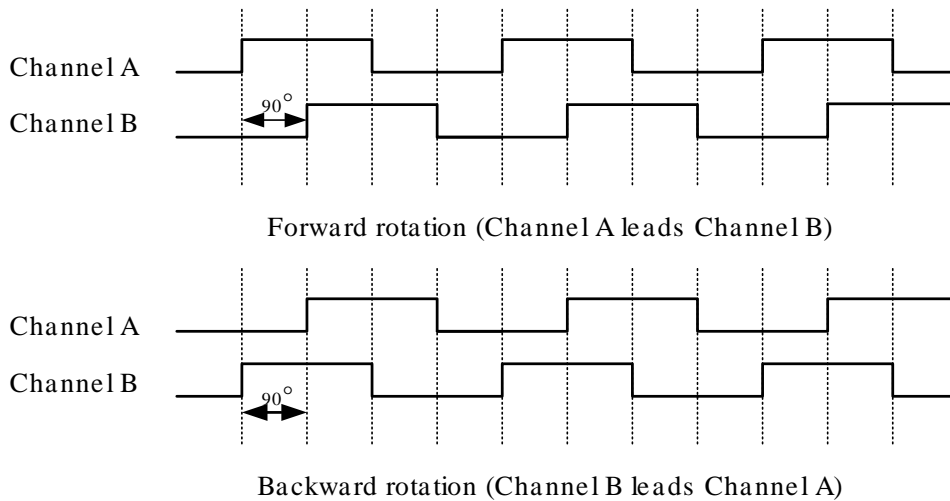 Channel A
Channel B
90°
Forward rotation (Channel A leads Channel B)
Channel A
Channel B
90°
Backward rotation (Channel B leads Channel A)